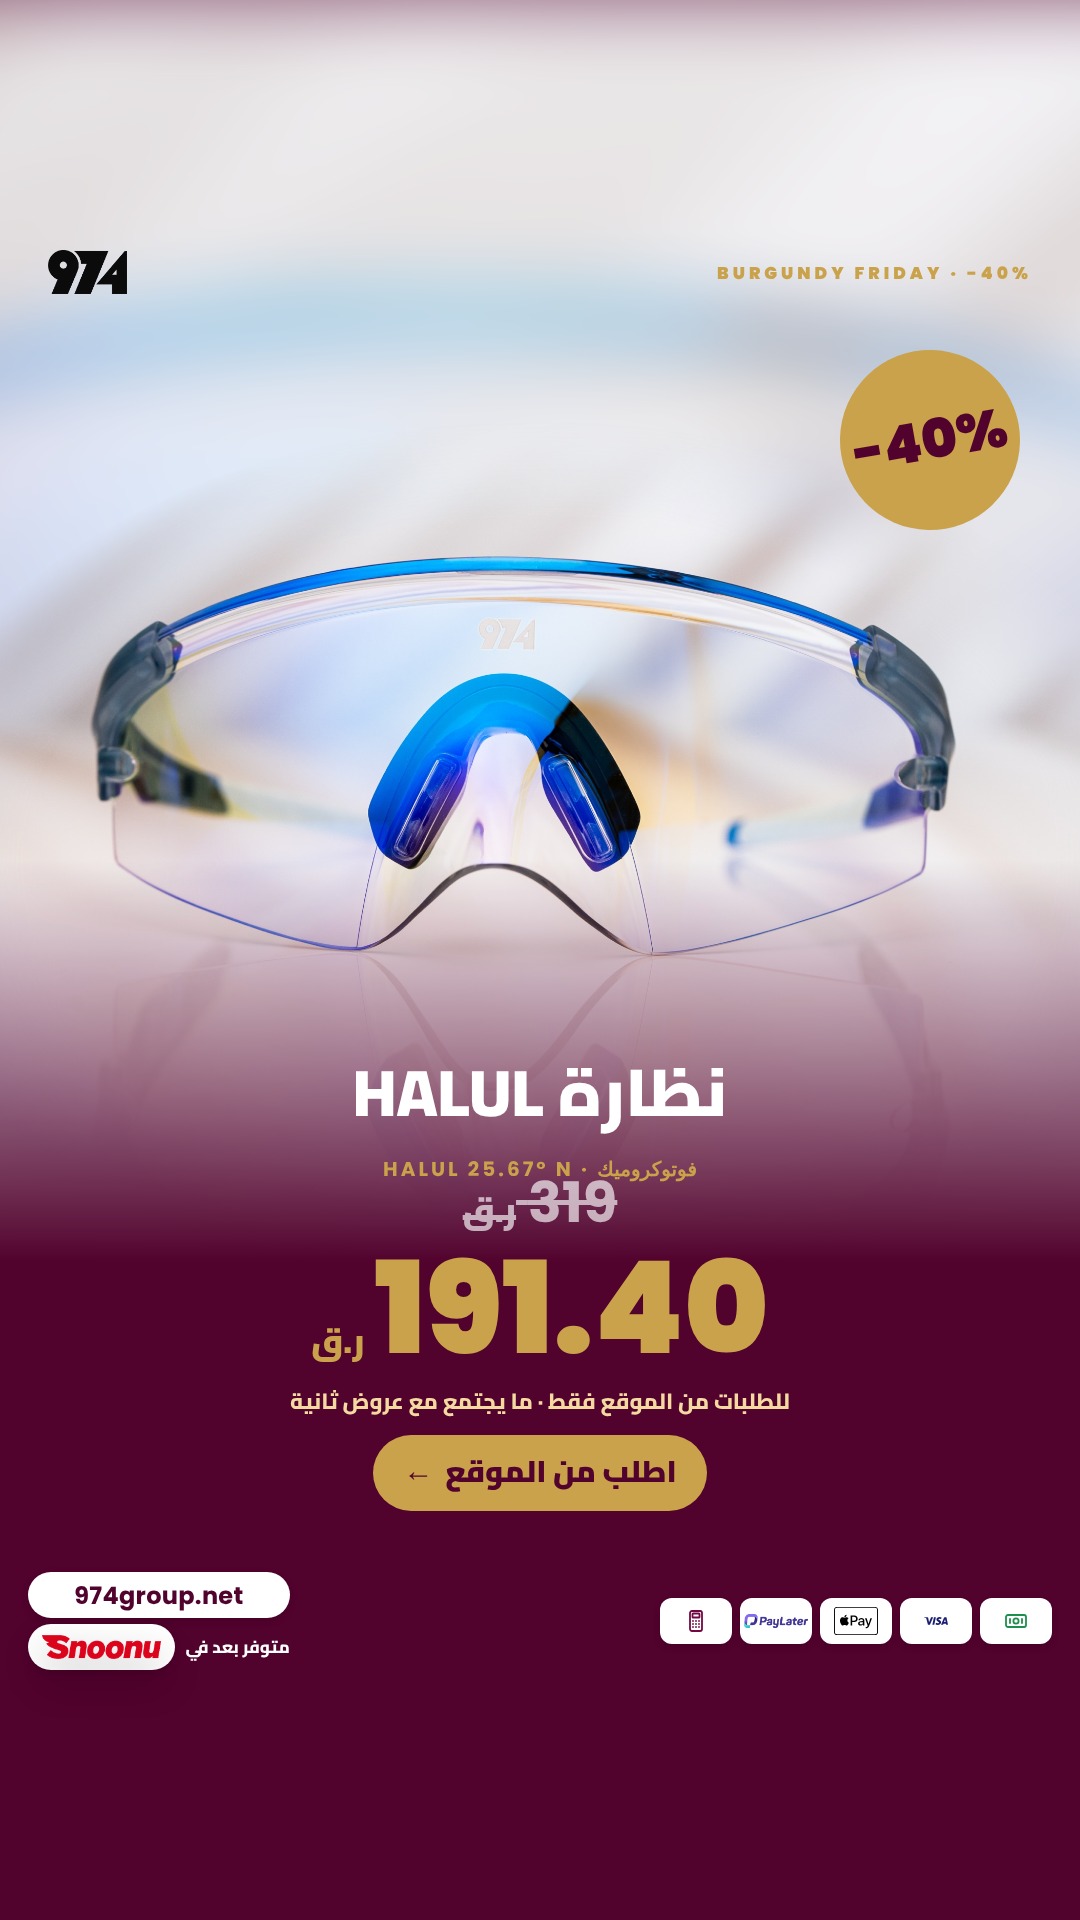 974
BURGUNDY FRIDAY · −40%
−40%
974
نظارة HALUL
HALUL 25.67° N · فوتوكروميك
319 ر.ق
191.40 ر.ق
للطلبات من الموقع فقط · ما يجتمع مع عروض ثانية
اطلب من الموقع ←
974group.net
متوفر بعد في Snoonu
PayLater
Pay
VISA